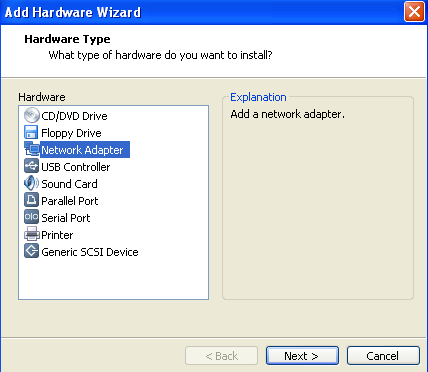 Add Hardware Wizard
Hardware Type
What type of hardware do you want to install?
Hardware
CD/DVD Drive
Floppy Drive
Network Adapter
USB Controller
Sound Card
Parallel Port
Serial Port
Printer
Generic SCSI Device
Explanation
Add a network adapter.
< Back
Next >
Cancel